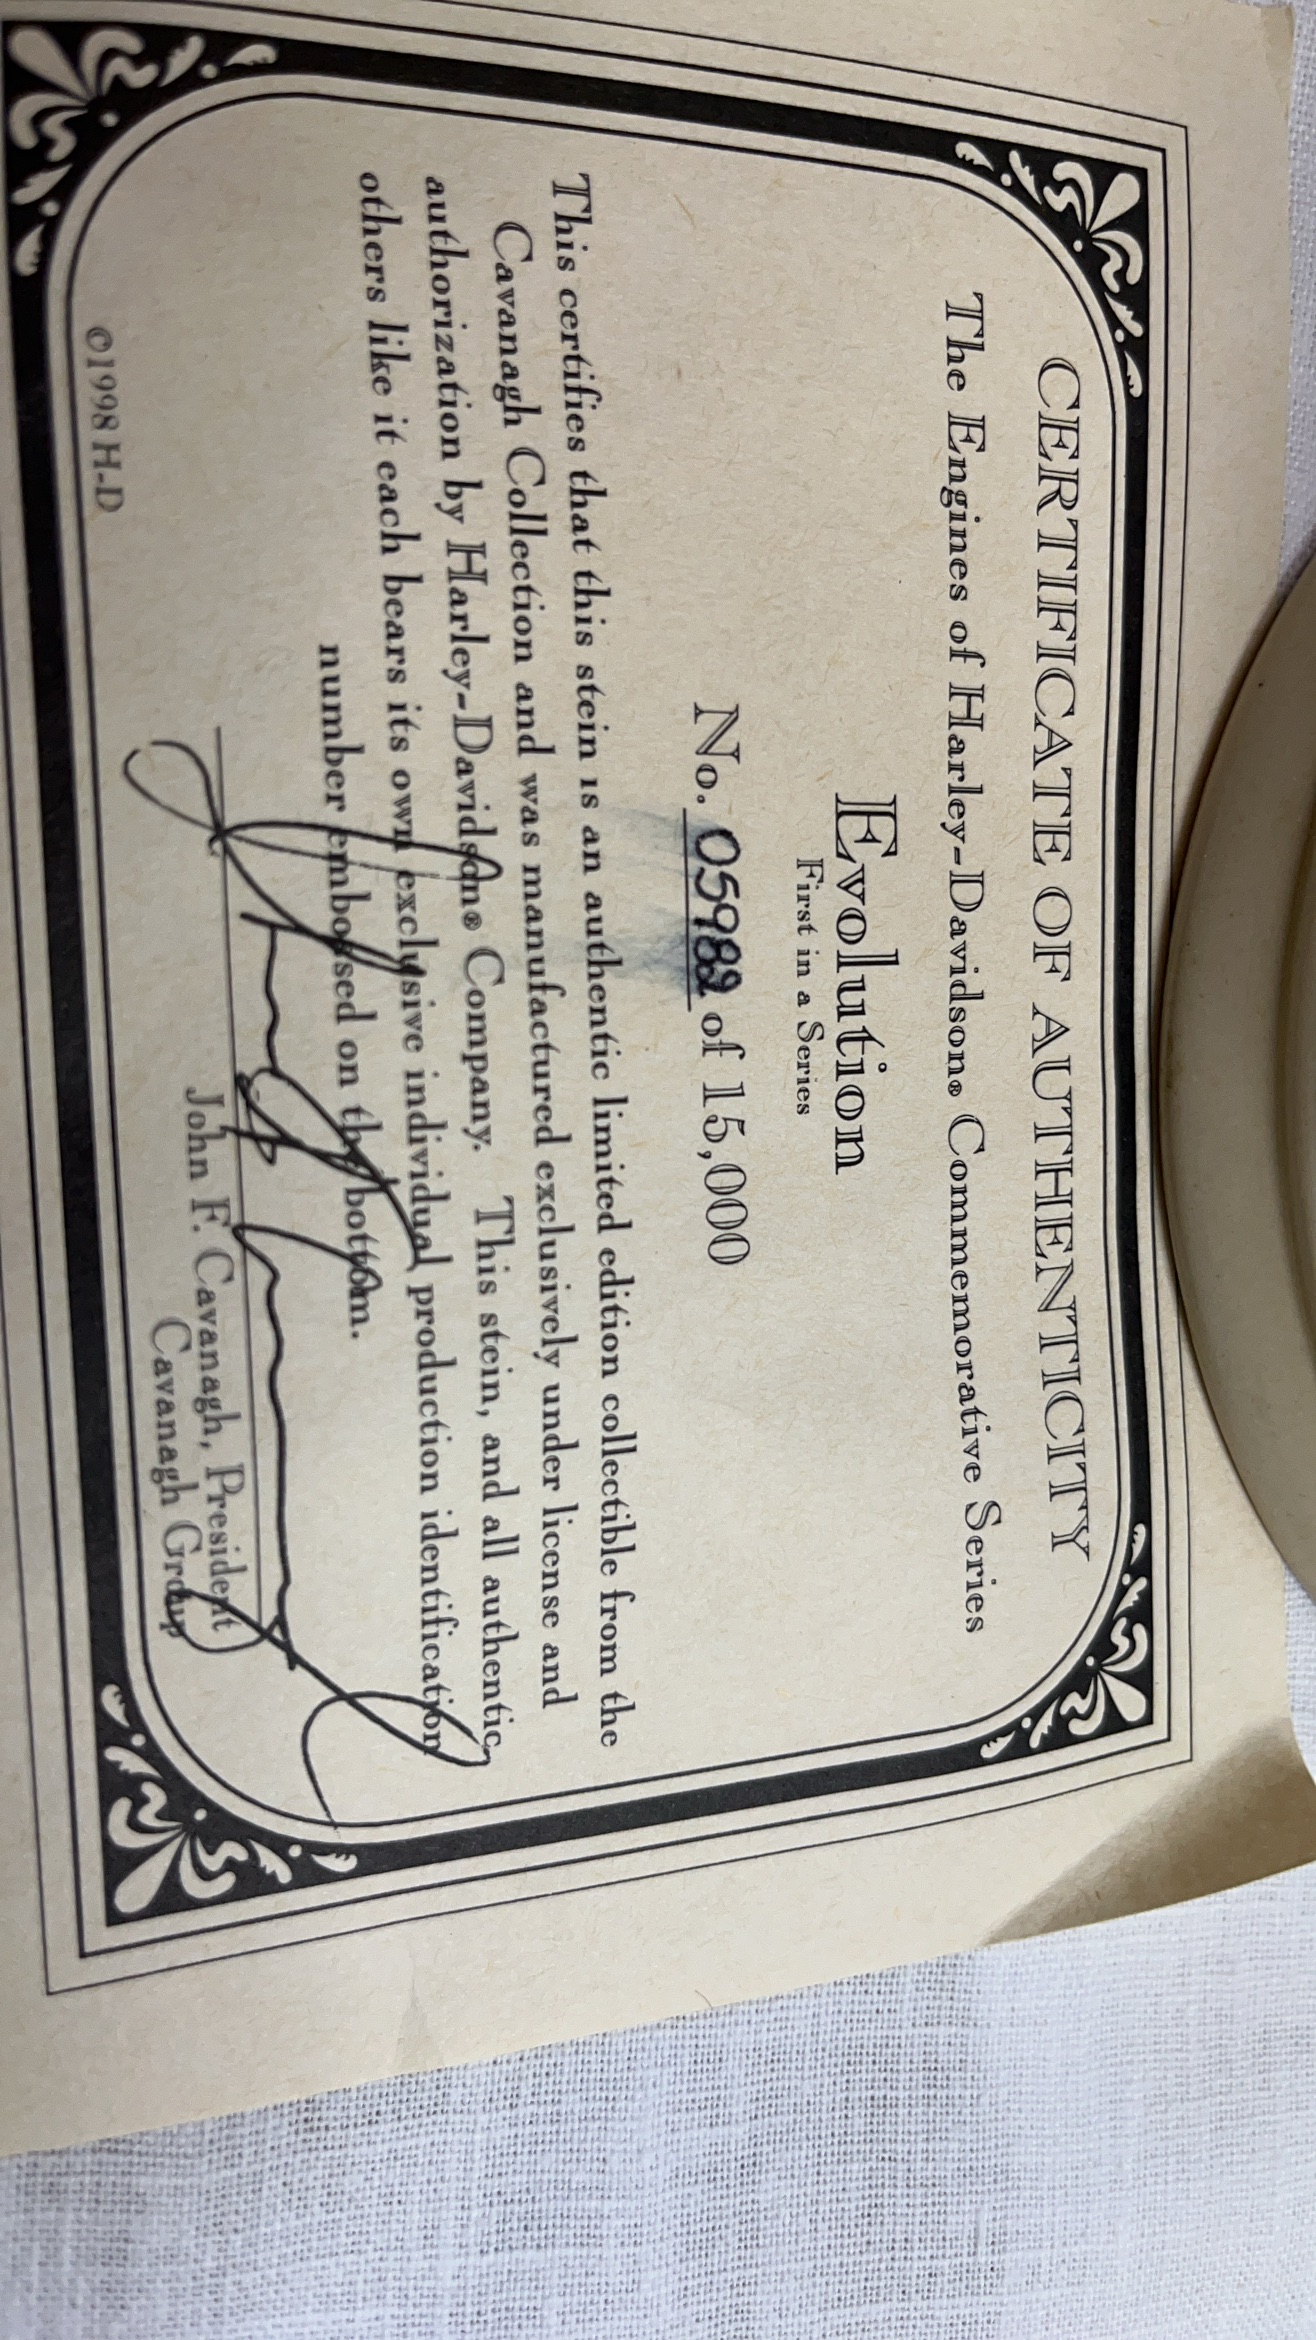 CERTIFICATE OF AUTHENTICITY
The Engines of Harley-Davidson® Commemorative Series
Evolution
First in a Series
No. 05982 of 15,000
This certifies that this stein is an authentic limited edition collectible from the
Cavanagh Collection and was manufactured exclusively under license and
authorization by Harley-Davidson® Company. This stein, and all authentic
others like it each bears its own exclusive individual production identification
number embossed on the bottom.
John F. Cavanagh, President
Cavanagh Group
©1998 H-D